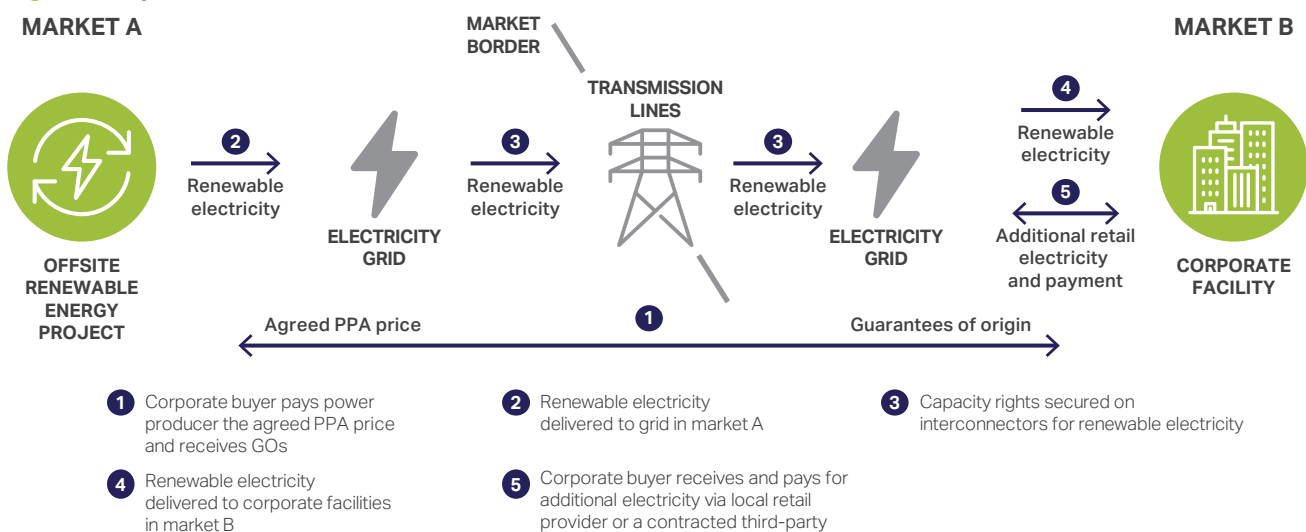 MARKET A
MARKET
BORDER
MARKET B
TRANSMISSION
LINES
2
Renewable
electricity
3
Renewable
electricity
3
Renewable
electricity
4
Renewable
electricity
5
Additional retail
electricity
and payment
OFFSITE
RENEWABLE
ENERGY
PROJECT
ELECTRICITY
GRID
ELECTRICITY
GRID
CORPORATE
FACILITY
Agreed PPA price
1
Guarantees of origin
1 Corporate buyer pays power
producer the agreed PPA price
and receives GOs
2 Renewable electricity
delivered to grid in market A
3 Capacity rights secured on
interconnectors for renewable electricity
4 Renewable electricity
delivered to corporate facilities
in market B
5 Corporate buyer receives and pays for
additional electricity via local retail
provider or a contracted third-party